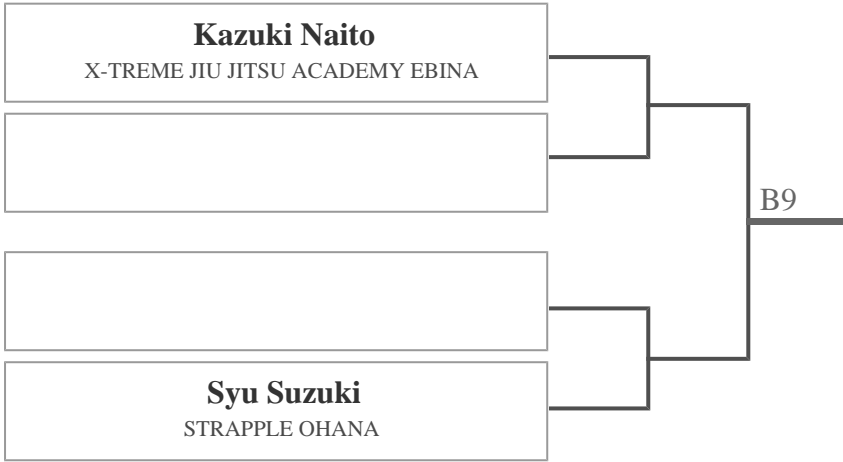 Kazuki Naito
X-TREME JIU JITSU ACADEMY EBINA
B9
Syu Suzuki
STRAPPLE OHANA